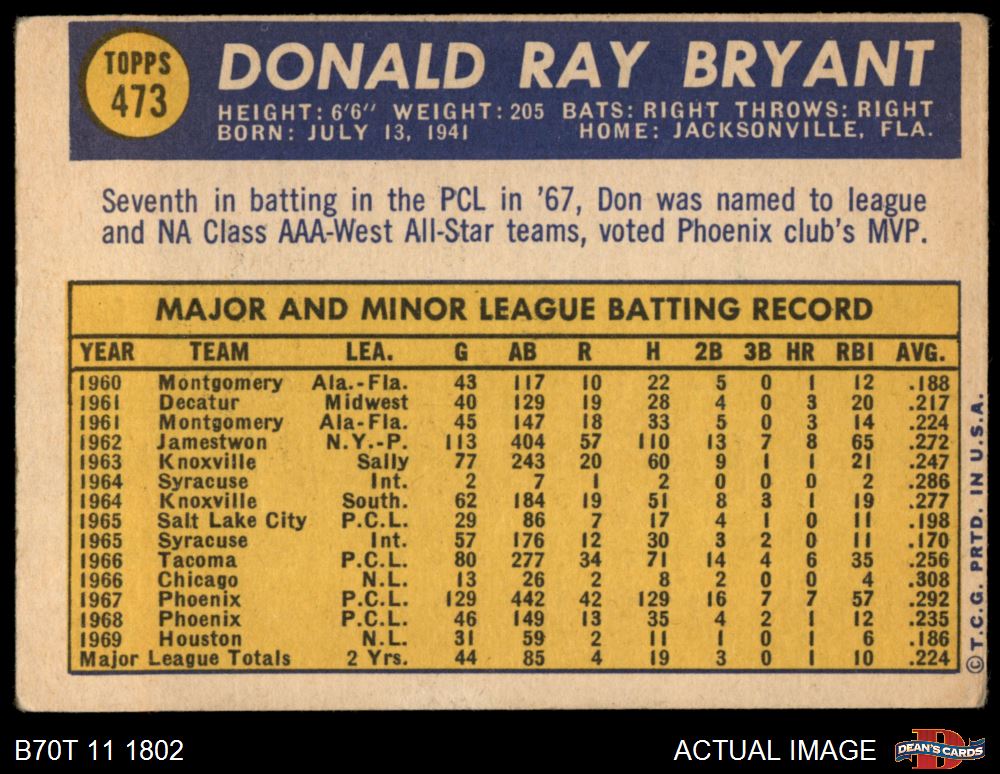 TOPPS
473
DONALD RAY BRYANT
HEIGHT: 6'6" WEIGHT: 205 BATS: RIGHT THROWS: RIGHT
BORN: JULY 13, 1941 HOME: JACKSONVILLE, FLA.
Seventh in batting in the PCL in '67, Don was named to league
and NA Class AAA-West All-Star teams, voted Phoenix club's MVP.
MAJOR AND MINOR LEAGUE BATTING RECORD
YEAR TEAM LEA. G AB R H 2B 3B HR RBI AVG.
1960 Montgomery Ala.-Fla. 43 117 10 22 5 0 1 12 .188
1961 Decatur Midwest 40 129 19 28 4 0 3 20 .217
1961 Montgomery Ala-Fla. 45 147 18 33 5 0 3 14 .224
1962 Jamestwon N.Y.-P. 113 404 57 110 13 7 8 65 .272
1963 Knoxville Sally 77 243 20 60 9 1 1 21 .247
1964 Syracuse Int. 2 7 1 2 0 0 0 2 .286
1964 Knoxville South. 62 184 19 51 8 3 1 19 .277
1965 Salt Lake City P.C.L. 29 86 7 17 4 1 0 11 .198
1965 Syracuse Int. 57 176 12 30 3 2 0 11 .170
1966 Tacoma P.C.L. 80 277 34 71 14 4 6 35 .256
1966 Chicago N.L. 13 26 2 8 2 0 0 4 .308
1967 Phoenix P.C.L. 129 442 42 129 16 7 7 57 .292
1968 Phoenix P.C.L. 46 149 13 35 4 2 1 12 .235
1969 Houston N.L. 31 59 2 11 1 0 1 6 .186
Major League Totals 2 Yrs. 44 85 4 19 3 0 1 10 .224
©T.C.G. PRTD. IN U.S.A.
B70T 11 1802
ACTUAL IMAGE
D
DEAN'S CARDS